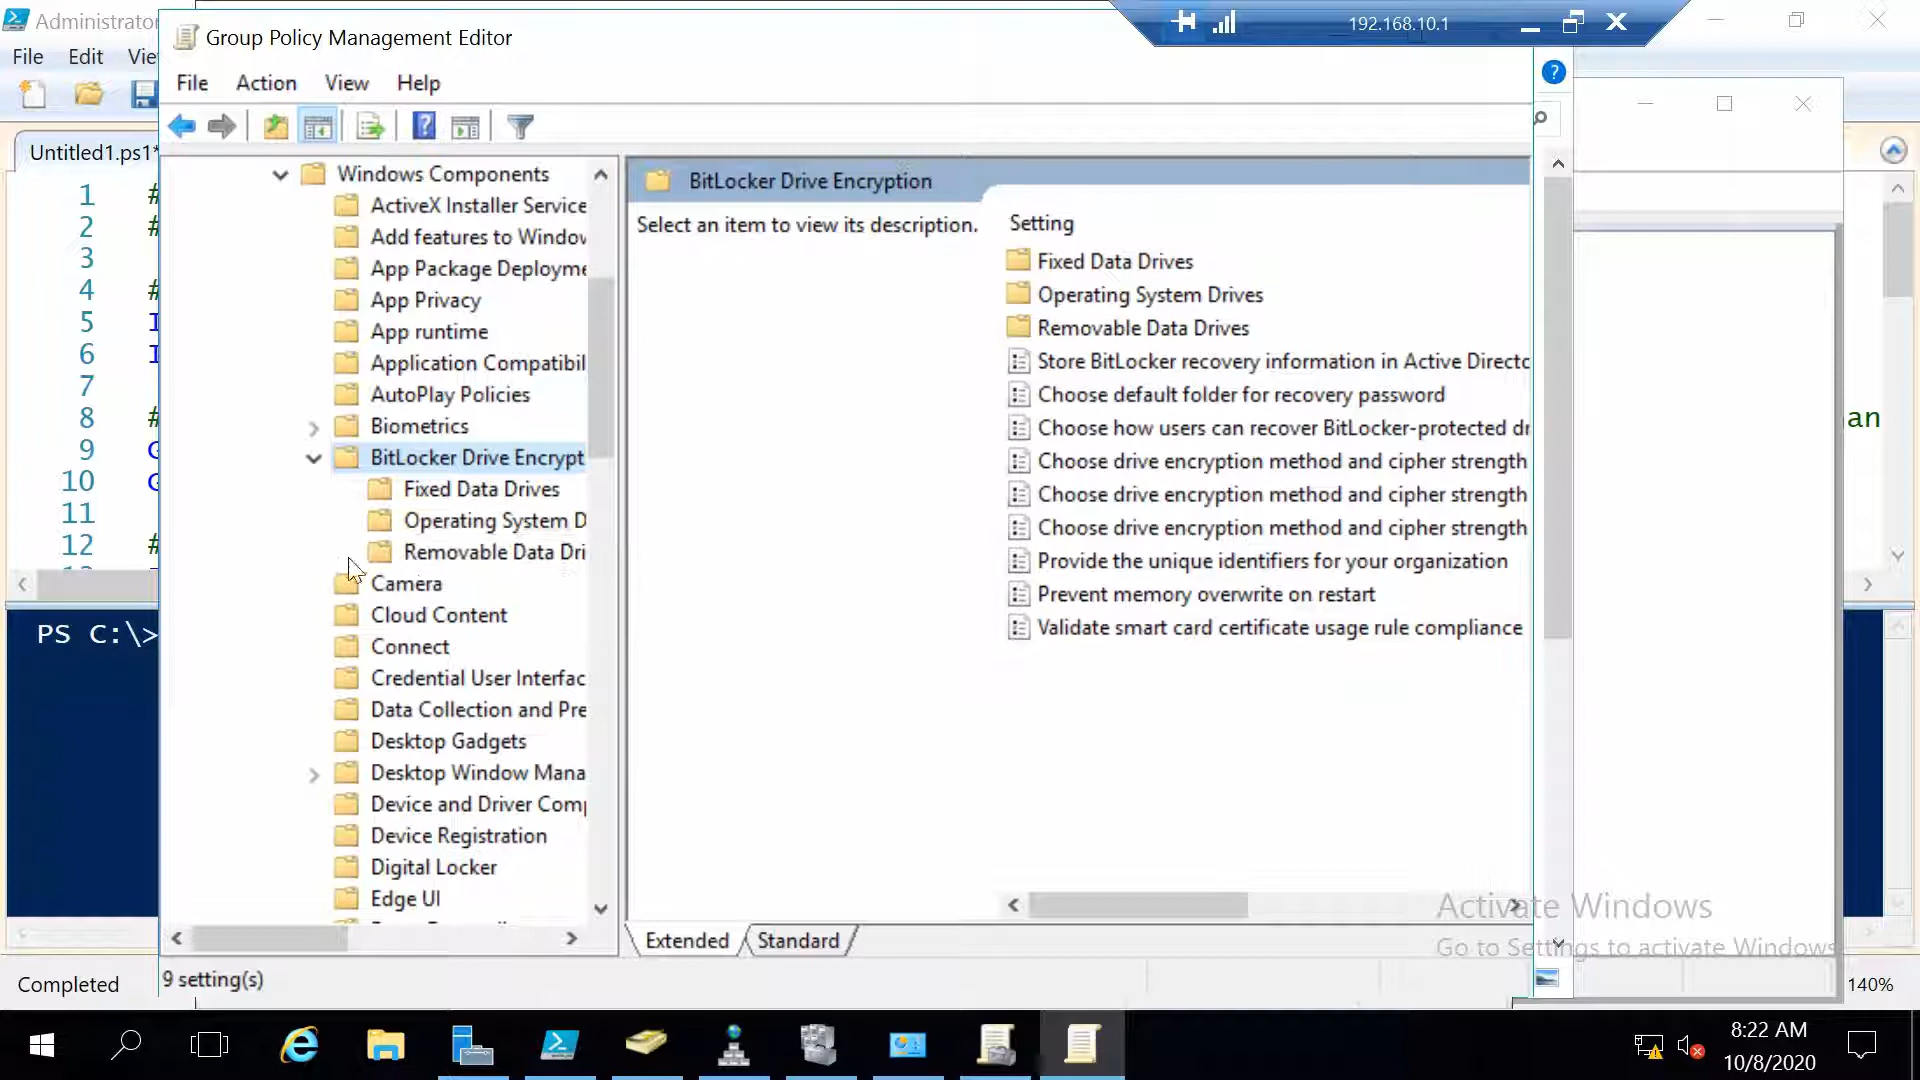 Administrator
Group Policy Management Editor
192.168.10.1
File Edit
File Action View Help
Untitled1.ps1*
1 #
2 #
3
4 #
5 I
6 I
7
8 #
9 G
10 G
11
12 #
an
PS C:\>
Completed
Windows Components
ActiveX Installer Service
Add features to Window
App Package Deployme
App Privacy
App runtime
Application Compatibil
AutoPlay Policies
Biometrics
BitLocker Drive Encrypt
Fixed Data Drives
Operating System D
Removable Data Dri
Camera
Cloud Content
Connect
Credential User Interfac
Data Collection and Pre
Desktop Gadgets
Desktop Window Mana
Device and Driver Comp
Device Registration
Digital Locker
Edge UI
BitLocker Drive Encryption
Select an item to view its description.
Setting
Fixed Data Drives
Operating System Drives
Removable Data Drives
Store BitLocker recovery information in Active Directo
Choose default folder for recovery password
Choose how users can recover BitLocker-protected dr
Choose drive encryption method and cipher strength
Choose drive encryption method and cipher strength
Choose drive encryption method and cipher strength
Provide the unique identifiers for your organization
Prevent memory overwrite on restart
Validate smart card certificate usage rule compliance
Extended Standard
9 setting(s)
Activate Windows
Go to Settings to activate Windows
140%
8:22 AM
10/8/2020